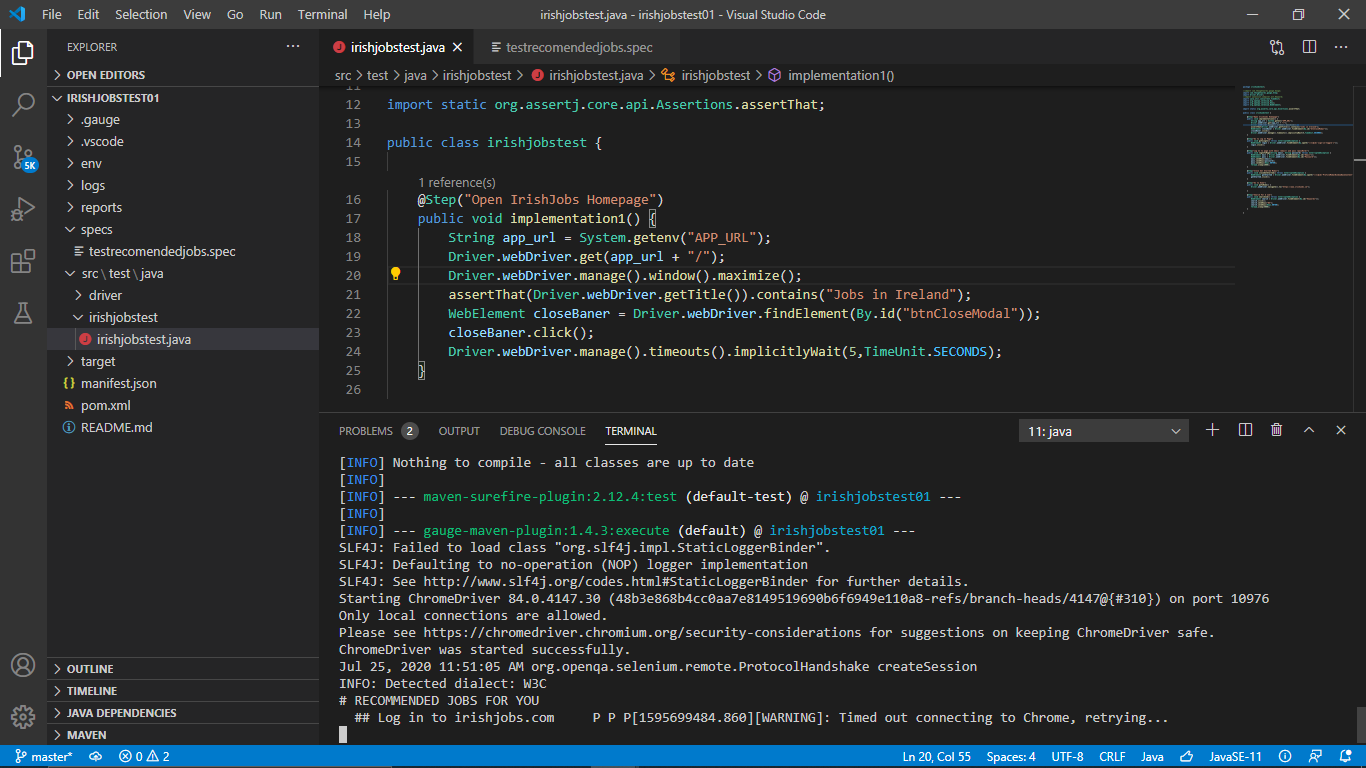 File Edit Selection View Go Run Terminal Help
irishjobstest.java - irishjobstest01 - Visual Studio Code
EXPLORER
OPEN EDITORS
IRISHJOBSTEST01
.gauge
.vscode
env
logs
reports
specs
testrecomendedjobs.spec
src \ test \ java
driver
irishjobstest
irishjobstest.java
target
manifest.json
pom.xml
README.md
OUTLINE
TIMELINE
JAVA DEPENDENCIES
MAVEN
5K
irishjobstest.java
testrecomendedjobs.spec
src > test > java > irishjobstest > irishjobstest.java > irishjobstest > implementation1()
11
12 import static org.assertj.core.api.Assertions.assertThat;
13
14 public class irishjobstest {
15
1 reference(s)
16 @Step("Open IrishJobs Homepage")
17 public void implementation1() {
18 String app_url = System.getenv("APP_URL");
19 Driver.webDriver.get(app_url + "/");
20 Driver.webDriver.manage().window().maximize();
21 assertThat(Driver.webDriver.getTitle()).contains("Jobs in Ireland");
22 WebElement closeBaner = Driver.webDriver.findElement(By.id("btnCloseModal"));
23 closeBaner.click();
24 Driver.webDriver.manage().timeouts().implicitlyWait(5,TimeUnit.SECONDS);
25 }
26
PROBLEMS 2 OUTPUT DEBUG CONSOLE TERMINAL
11: java
[INFO] Nothing to compile - all classes are up to date
[INFO]
[INFO] --- maven-surefire-plugin:2.12.4:test (default-test) @ irishjobstest01 ---
[INFO]
[INFO] --- gauge-maven-plugin:1.4.3:execute (default) @ irishjobstest01 ---
SLF4J: Failed to load class "org.slf4j.impl.StaticLoggerBinder".
SLF4J: Defaulting to no-operation (NOP) logger implementation
SLF4J: See http://www.slf4j.org/codes.html#StaticLoggerBinder for further details.
Starting ChromeDriver 84.0.4147.30 (48b3e868b4cc0aa7e8149519690b6f6949e110a8-refs/branch-heads/4147@{#310}) on port 10976
Only local connections are allowed.
Please see https://chromedriver.chromium.org/security-considerations for suggestions on keeping ChromeDriver safe.
ChromeDriver was started successfully.
Jul 25, 2020 11:51:05 AM org.openqa.selenium.remote.ProtocolHandshake createSession
INFO: Detected dialect: W3C
# RECOMMENDED JOBS FOR YOU
## Log in to irishjobs.com P P P[1595699484.860][WARNING]: Timed out connecting to Chrome, retrying...
master* 0 2 Ln 20, Col 55 Spaces: 4 UTF-8 CRLF Java JavaSE-11